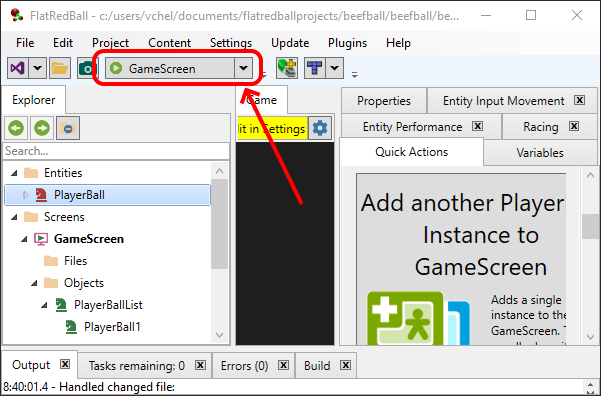 FlatRedBall - c:/users/vchel/documents/flatredballprojects/beefball/beefball/be...
File Edit Project Content Settings Update Plugins Help
GameScreen
Explorer
Game
Properties
Entity Input Movement
Entity Performance
Racing
Quick Actions
Variables
dit in Settings
Search...
Entities
PlayerBall
Screens
GameScreen
Files
Objects
PlayerBallList
PlayerBall1
Add another Player
Instance to
GameScreen
Adds a single
instance to the
GameScreen. T
Output
Tasks remaining: 0
Errors (0)
Build
8:40:01.4 - Handled changed file: